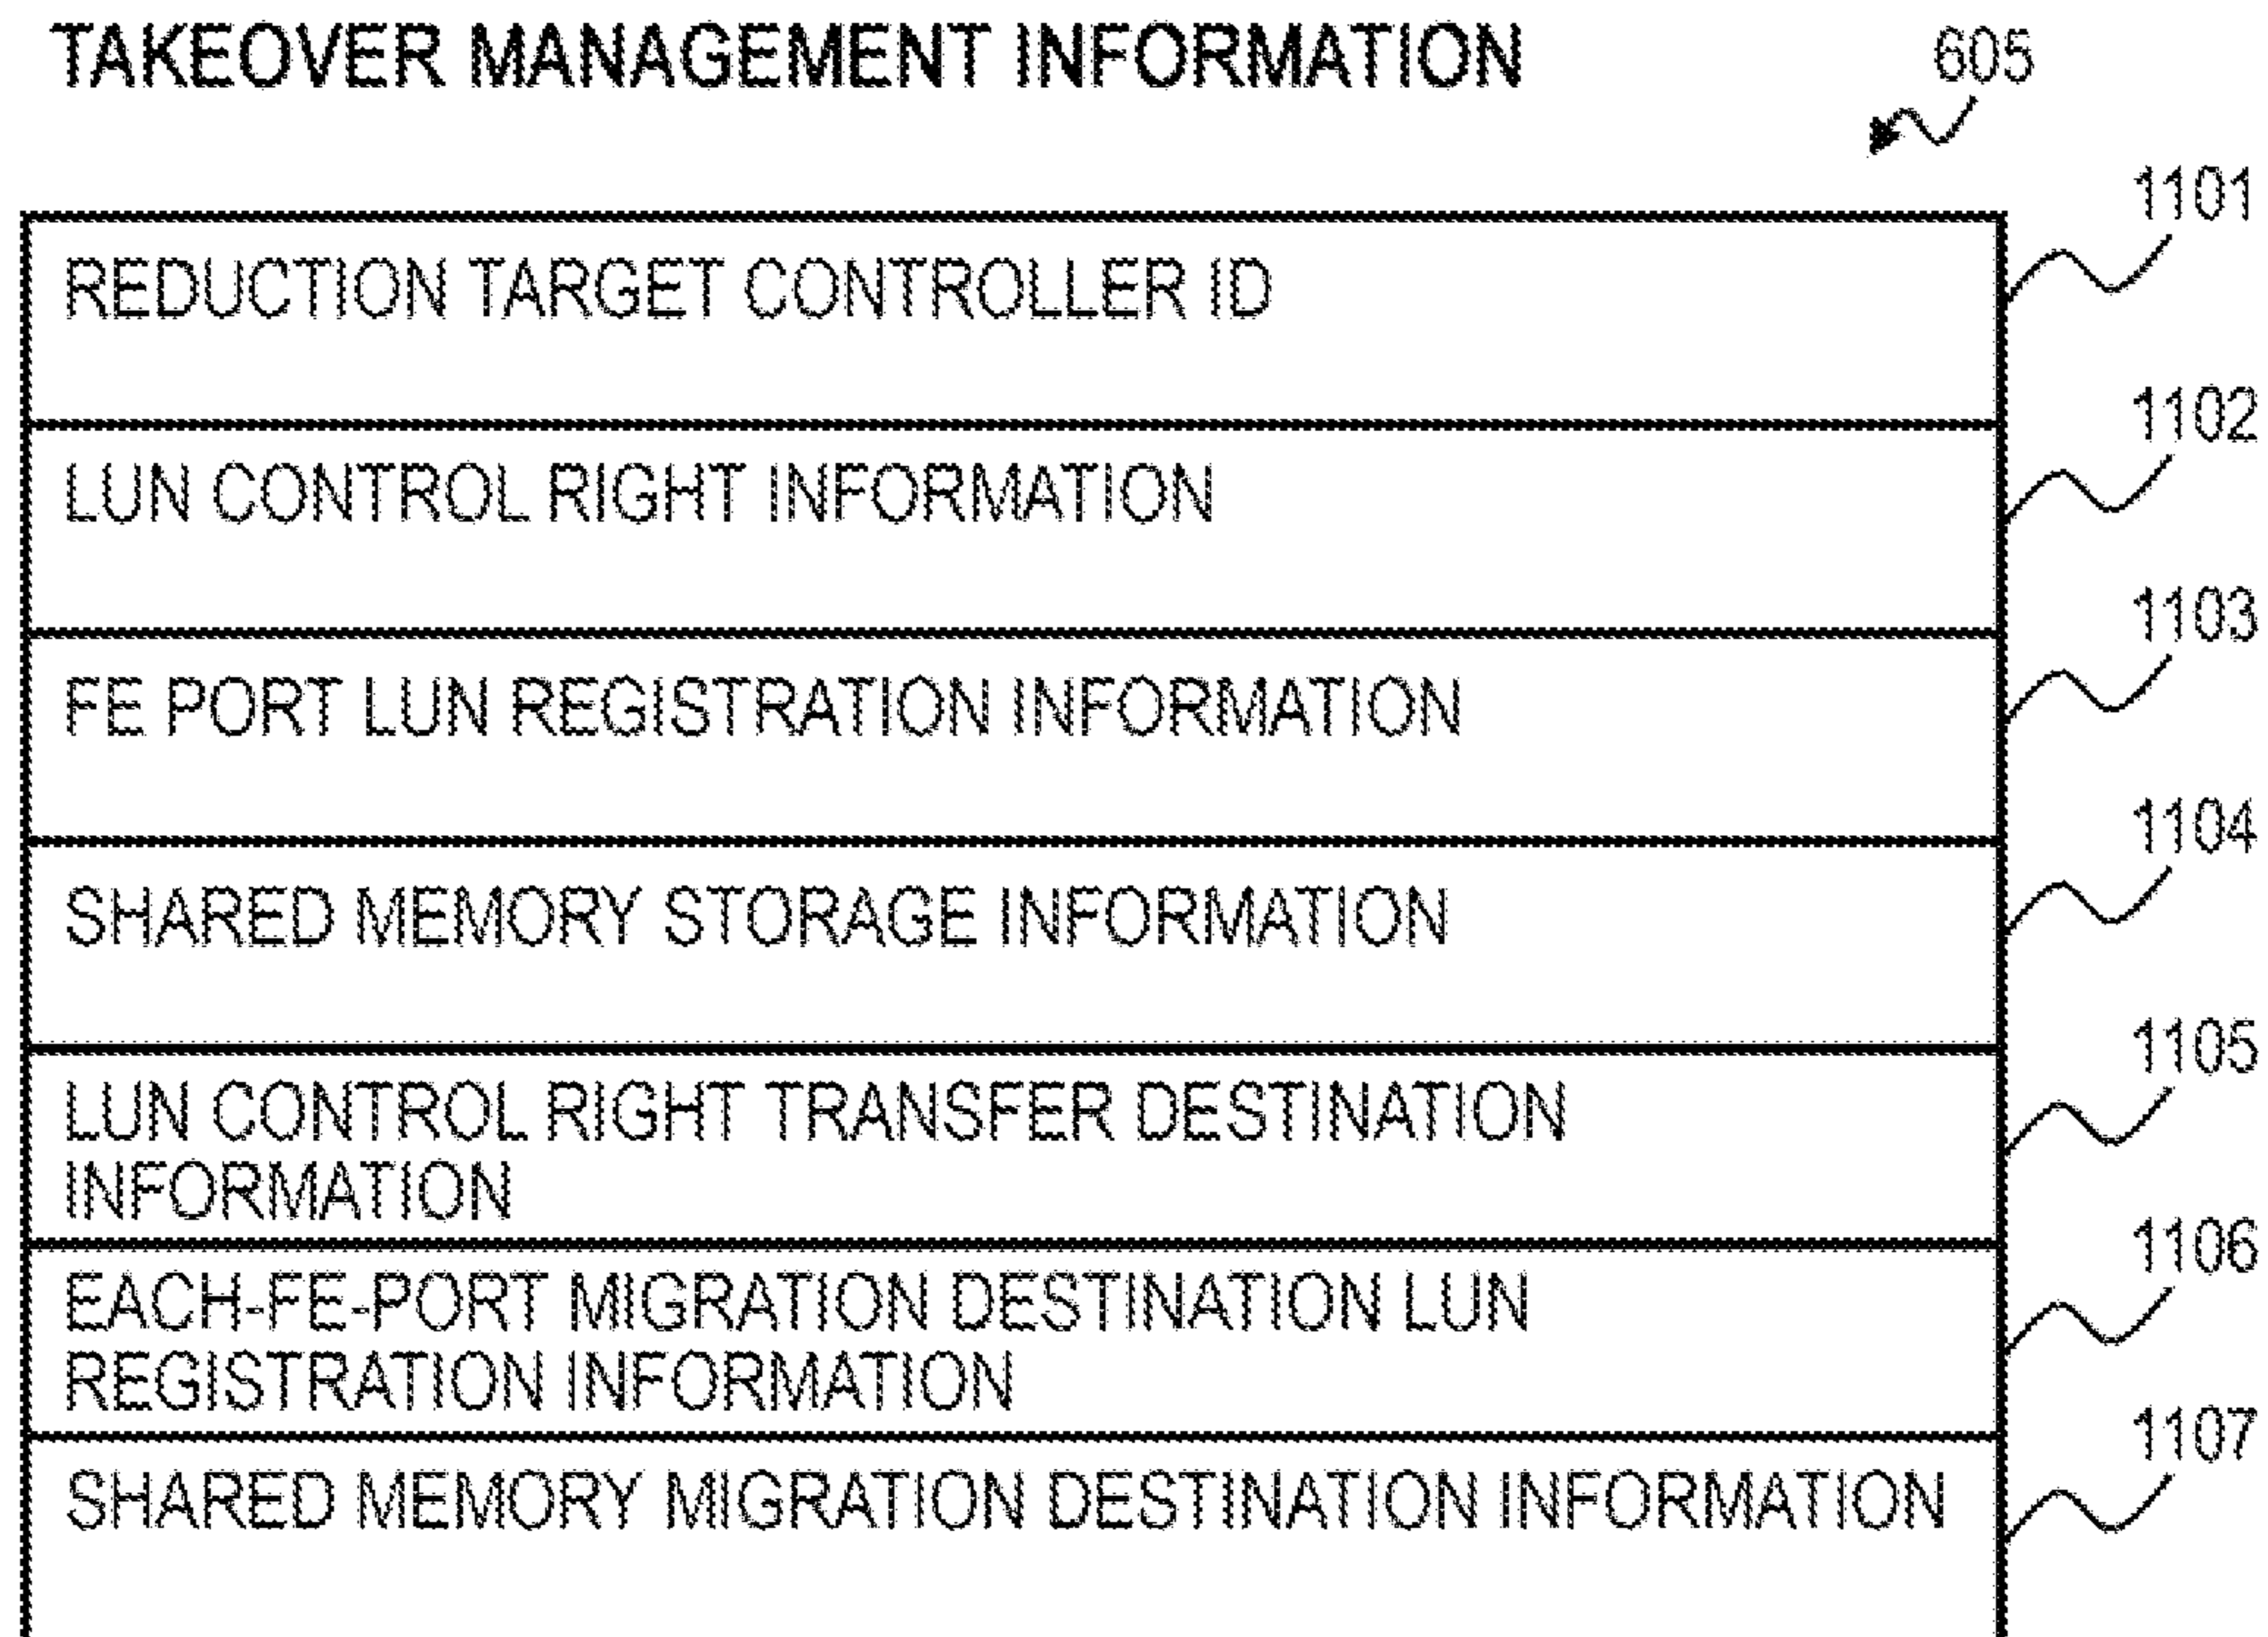 TAKEOVER MANAGEMENT INFORMATION
605
1101
REDUCTION TARGET CONTROLLER ID
1102
LUN CONTROL RIGHT INFORMATION
1103
FE PORT LUN REGISTRATION INFORMATION
1104
SHARED MEMORY STORAGE INFORMATION
1105
LUN CONTROL RIGHT TRANSFER DESTINATION
INFORMATION
1106
EACH-FE-PORT MIGRATION DESTINATION LUN
REGISTRATION INFORMATION
1107
SHARED MEMORY MIGRATION DESTINATION INFORMATION